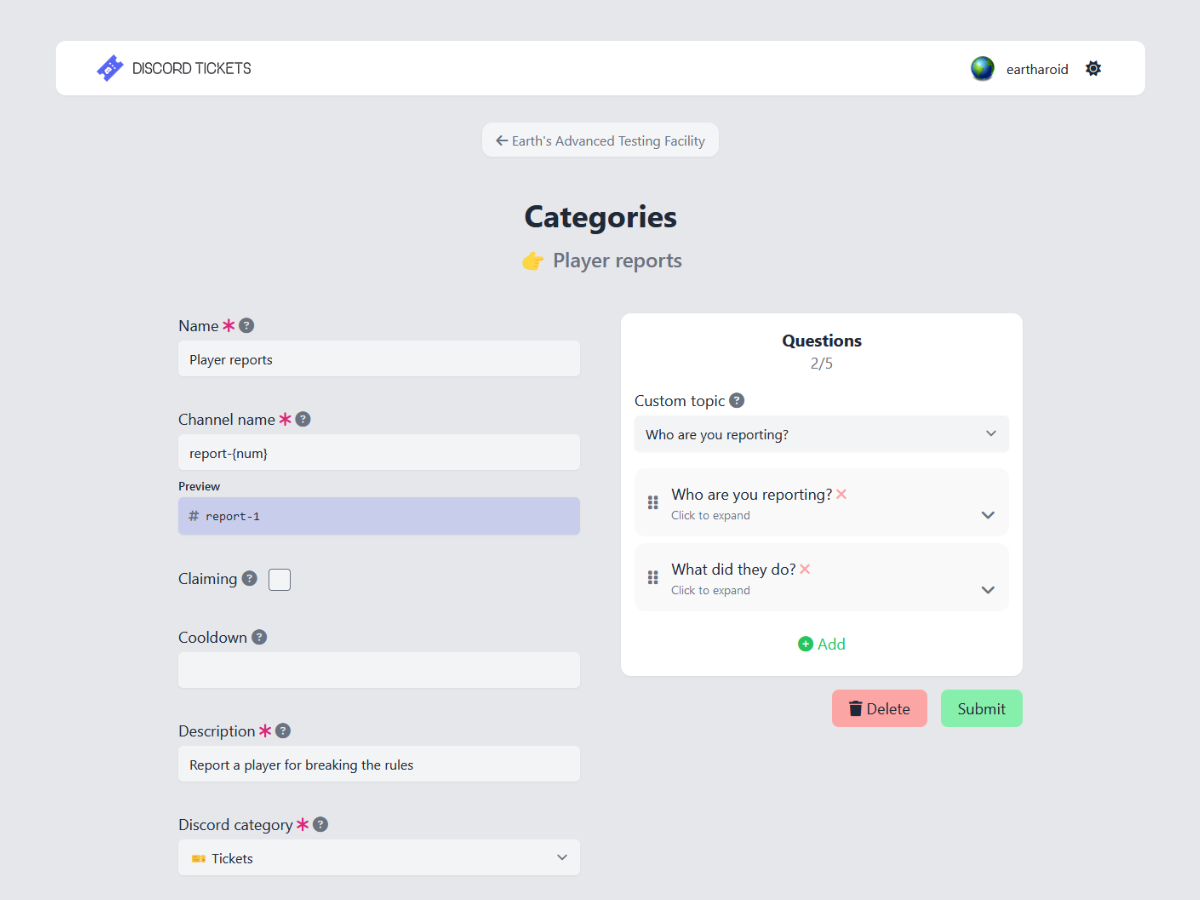 DISCORD TICKETS
eartharoid
← Earth's Advanced Testing Facility
Categories
👉 Player reports
Name * ?
Player reports
Channel name * ?
report-{num}
Preview
# report-1
Claiming ?
Cooldown ?
Description * ?
Report a player for breaking the rules
Discord category * ?
🎫 Tickets
Questions
2/5
Custom topic ?
Who are you reporting?
Who are you reporting? ×
Click to expand
What did they do? ×
Click to expand
+ Add
Delete
Submit